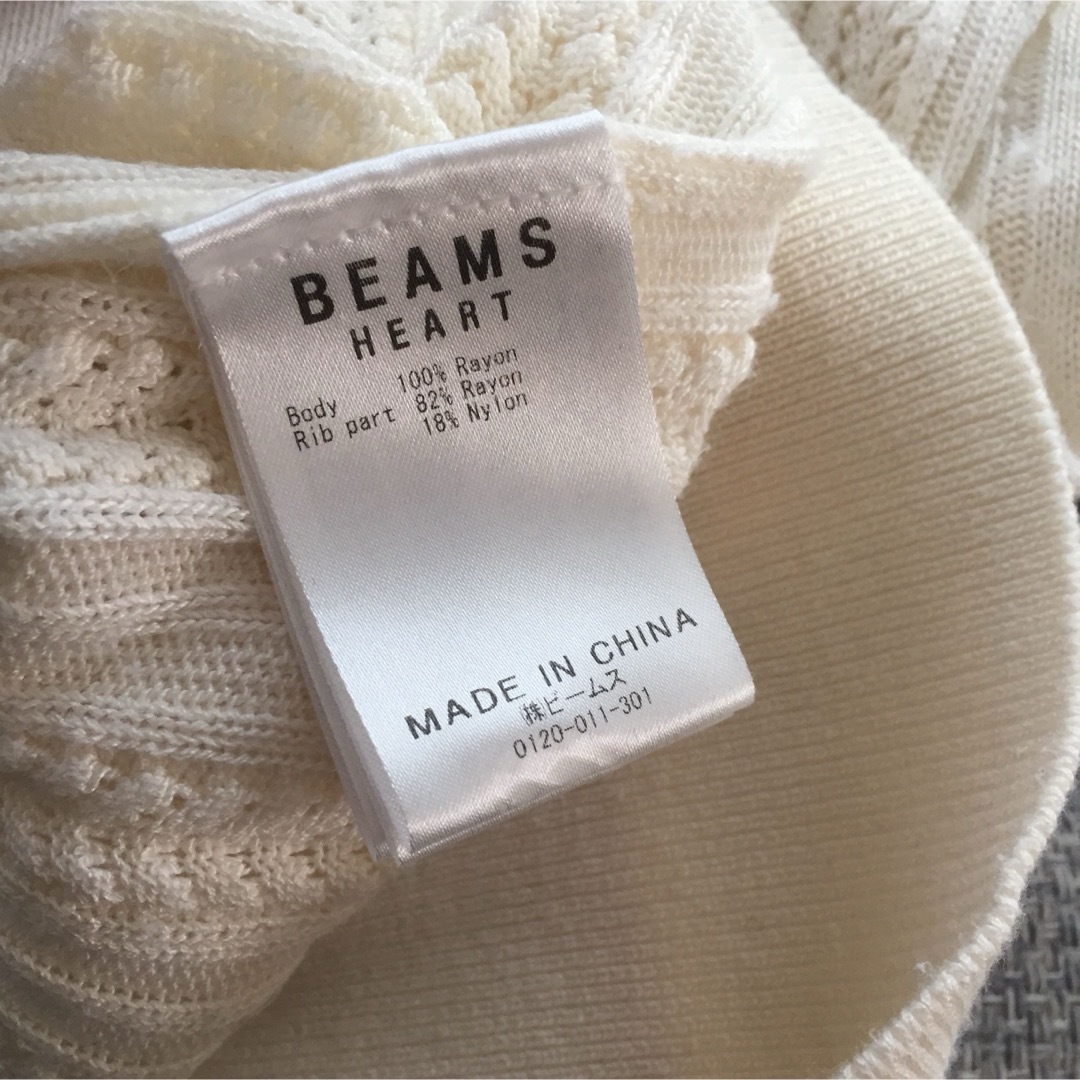 BEAMS
HEART
Body 100% Rayon
Rib part 82% Rayon
18% Nylon
MADE IN CHINA
㈱ビームス
0120-011-301